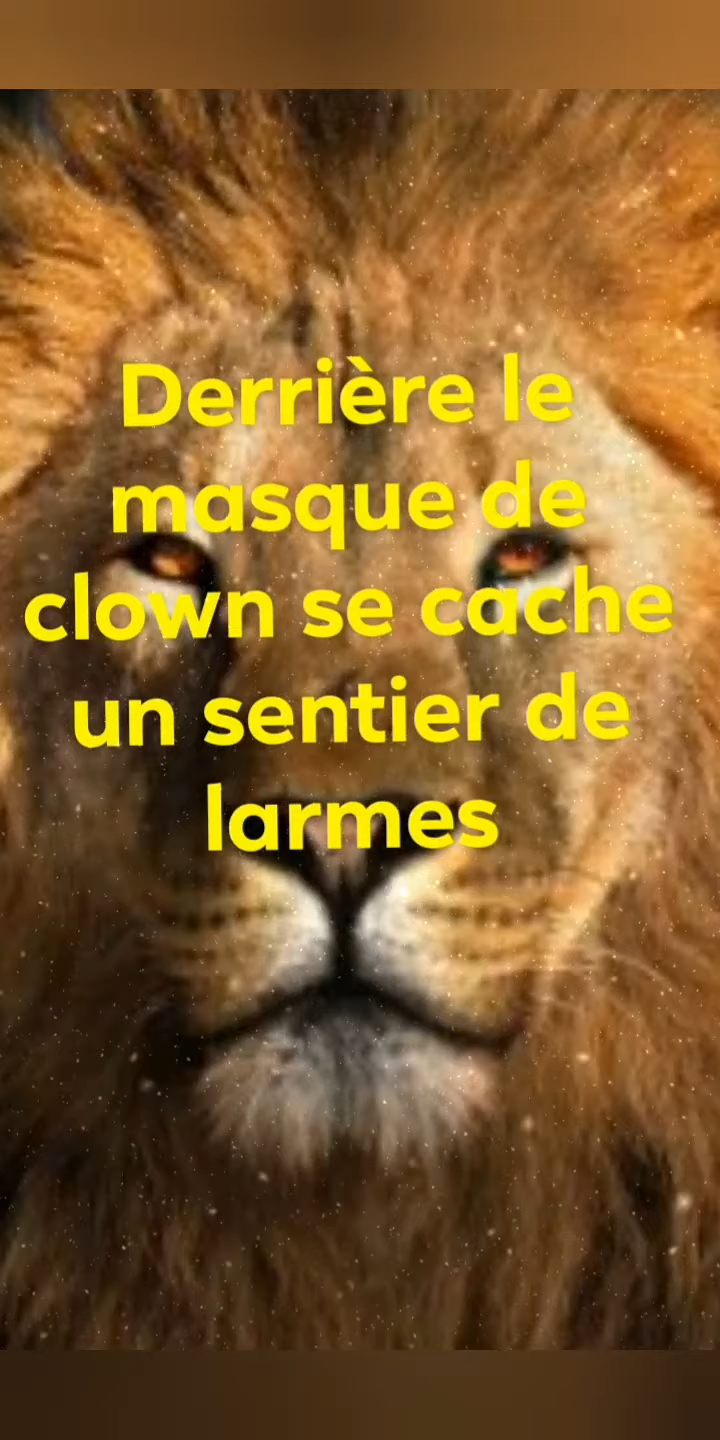 Derrière le
masque de
clown se cache
un sentier de
larmes